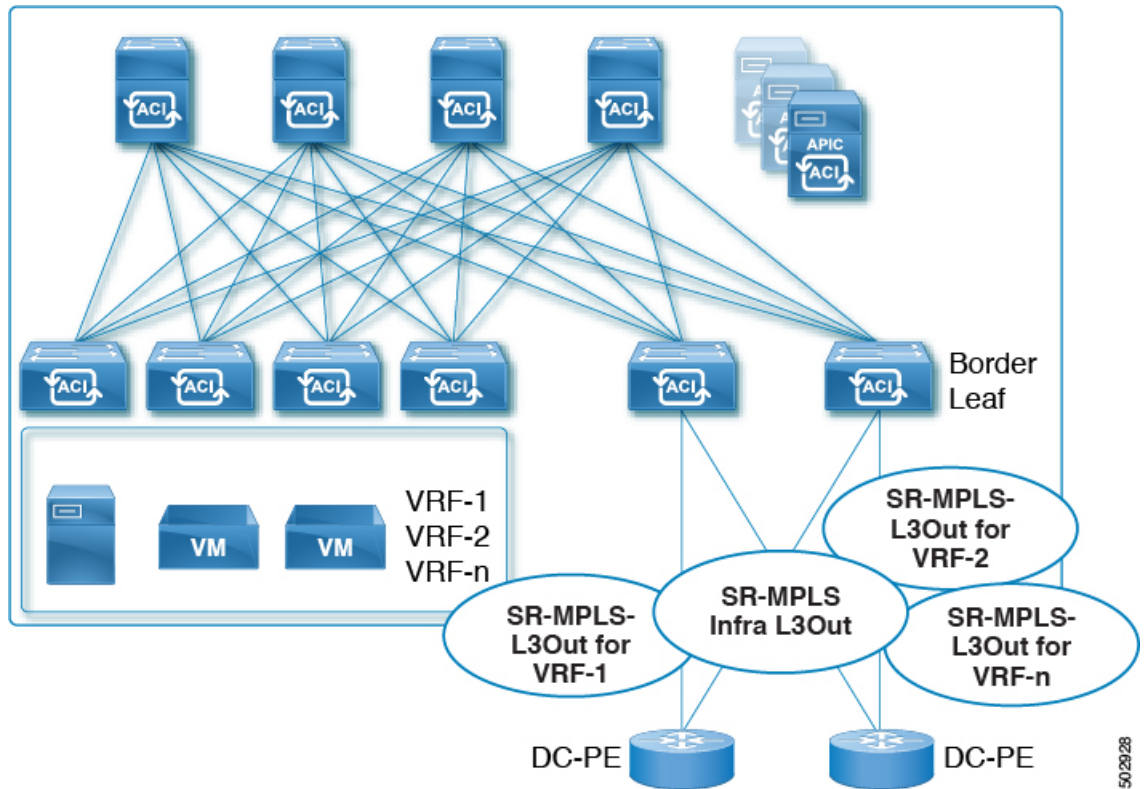 ACI
ACI
ACI
ACI
APIC
ACI
ACI
ACI
ACI
ACI
ACI
ACI
Border
Leaf
VM
VM
VRF-1
VRF-2
VRF-n
SR-MPLS-
L3Out for
VRF-2
SR-MPLS
Infra L3Out
SR-MPLS-
L3Out for
VRF-1
SR-MPLS-
L3Out for
VRF-n
DC-PE
DC-PE
502928